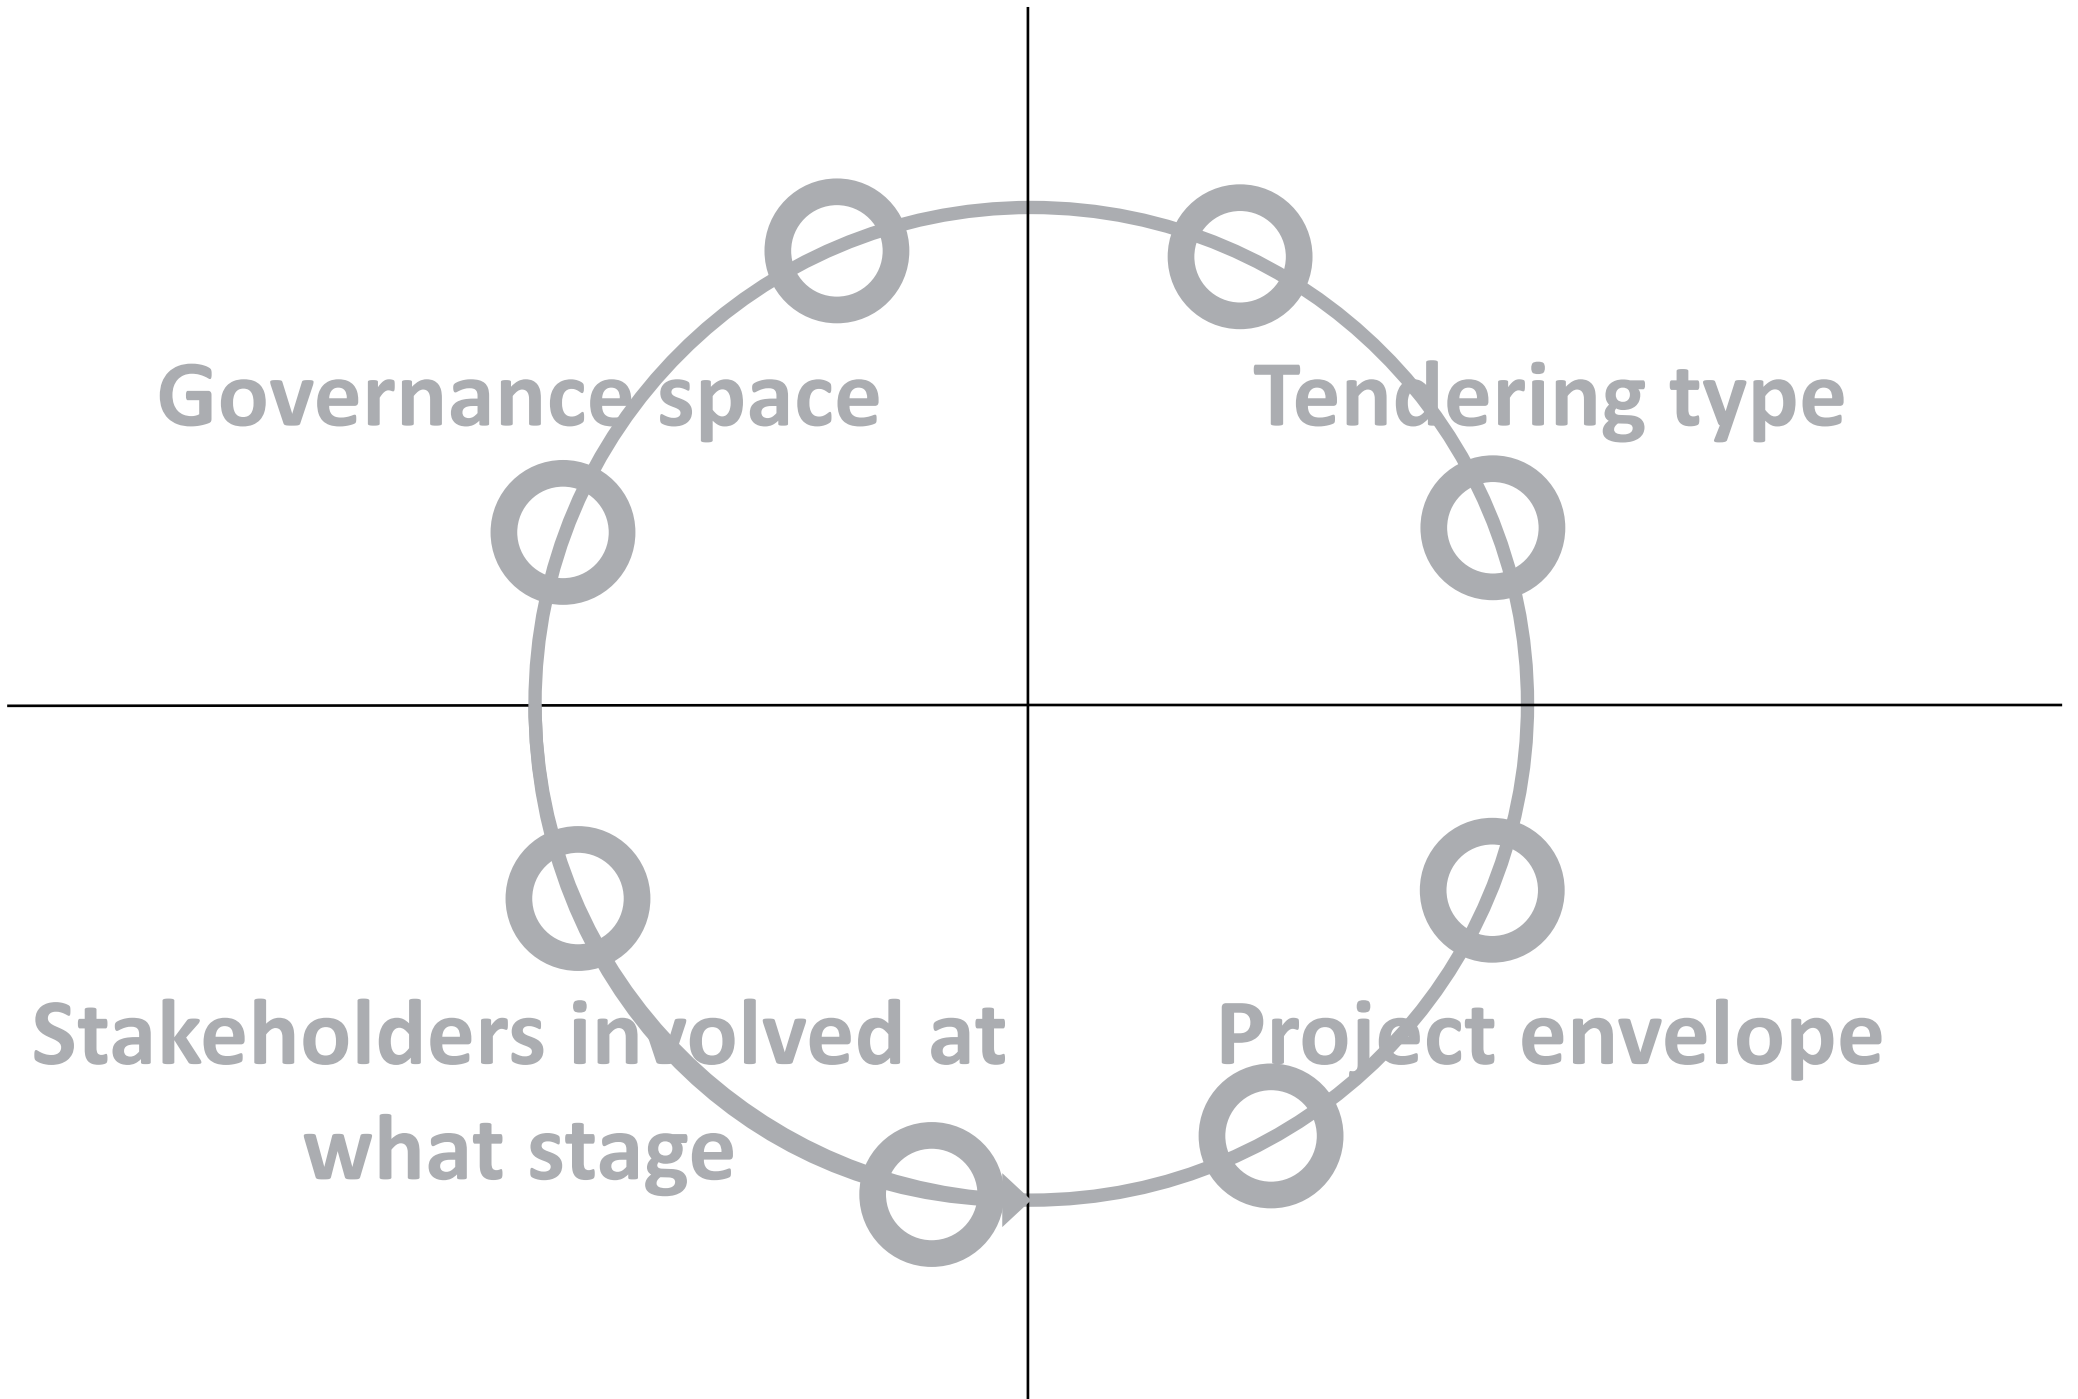 Governance space
Tendering type
Stakeholders involved at
what stage
Project envelope